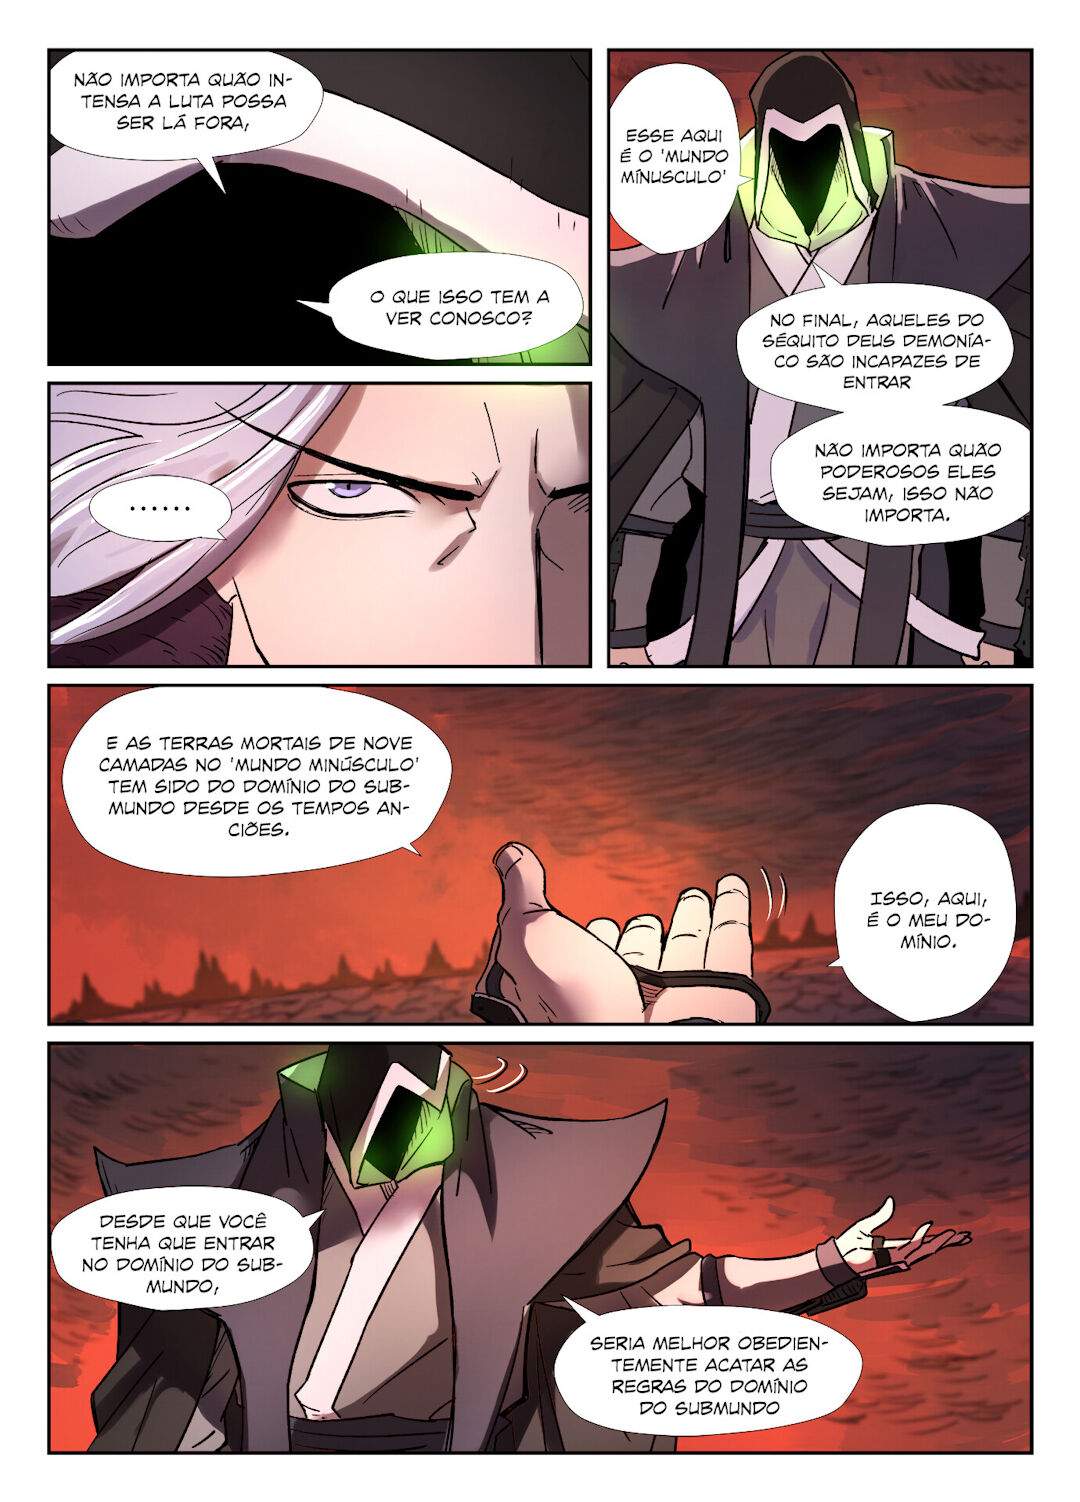 NÃO IMPORTA QUÃO IN-
TENSA A LUTA POSSA
SER LÁ FORA,
O QUE ISSO TEM A
VER CONOSCO?
ESSE AQUI
É O 'MUNDO
MÍNUSCULO'
NO FINAL, AQUELES DO
SÉQUITO DEUS DEMONÍA-
CO SÃO INCAPAZES DE
ENTRAR
NÃO IMPORTA QUÃO
PODEROSOS ELES
SEJAM, ISSO NÃO
IMPORTA.
......
E AS TERRAS MORTAIS DE NOVE
CAMADAS NO 'MUNDO MINÚSCULO'
TEM SIDO DO DOMÍNIO DO SUB-
MUNDO DESDE OS TEMPOS AN-
CIÕES.
ISSO, AQUI,
É O MEU DO-
MÍNIO.
DESDE QUE VOCÊ
TENHA QUE ENTRAR
NO DOMÍNIO DO SUB-
MUNDO,
SERIA MELHOR OBEDIEN-
TEMENTE ACATAR AS
REGRAS DO DOMÍNIO
DO SUBMUNDO